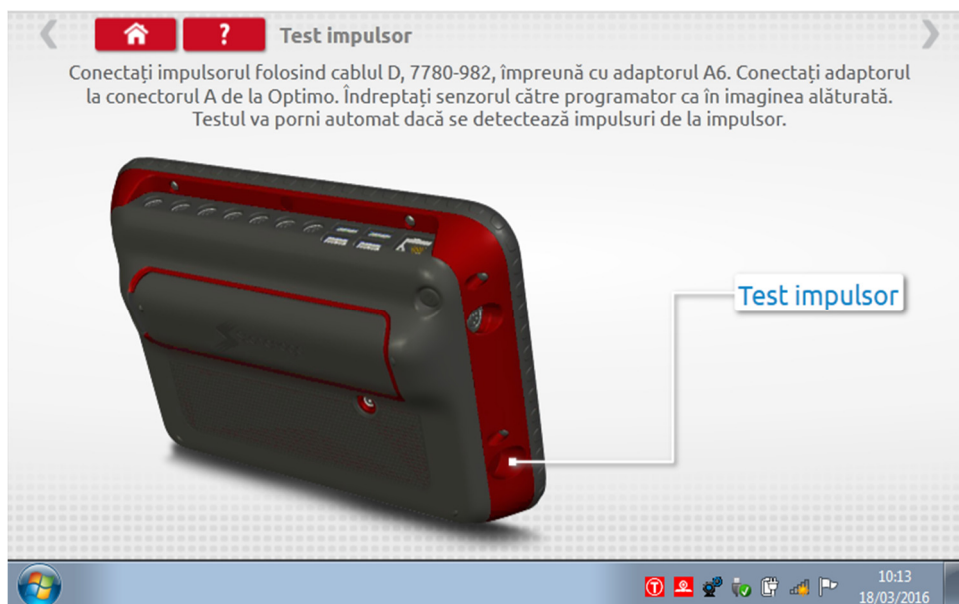 Test impulsor
Conectați impulsorul folosind cablul D, 7780-982, împreună cu adaptorul A6. Conectați adaptorul
la conectorul A de la Optimo. Îndreptați senzorul către programator ca în imaginea alăturată.
Testul va porni automat dacă se detectează impulsuri de la impulsor.
Test impulsor
10:13
18/03/2016